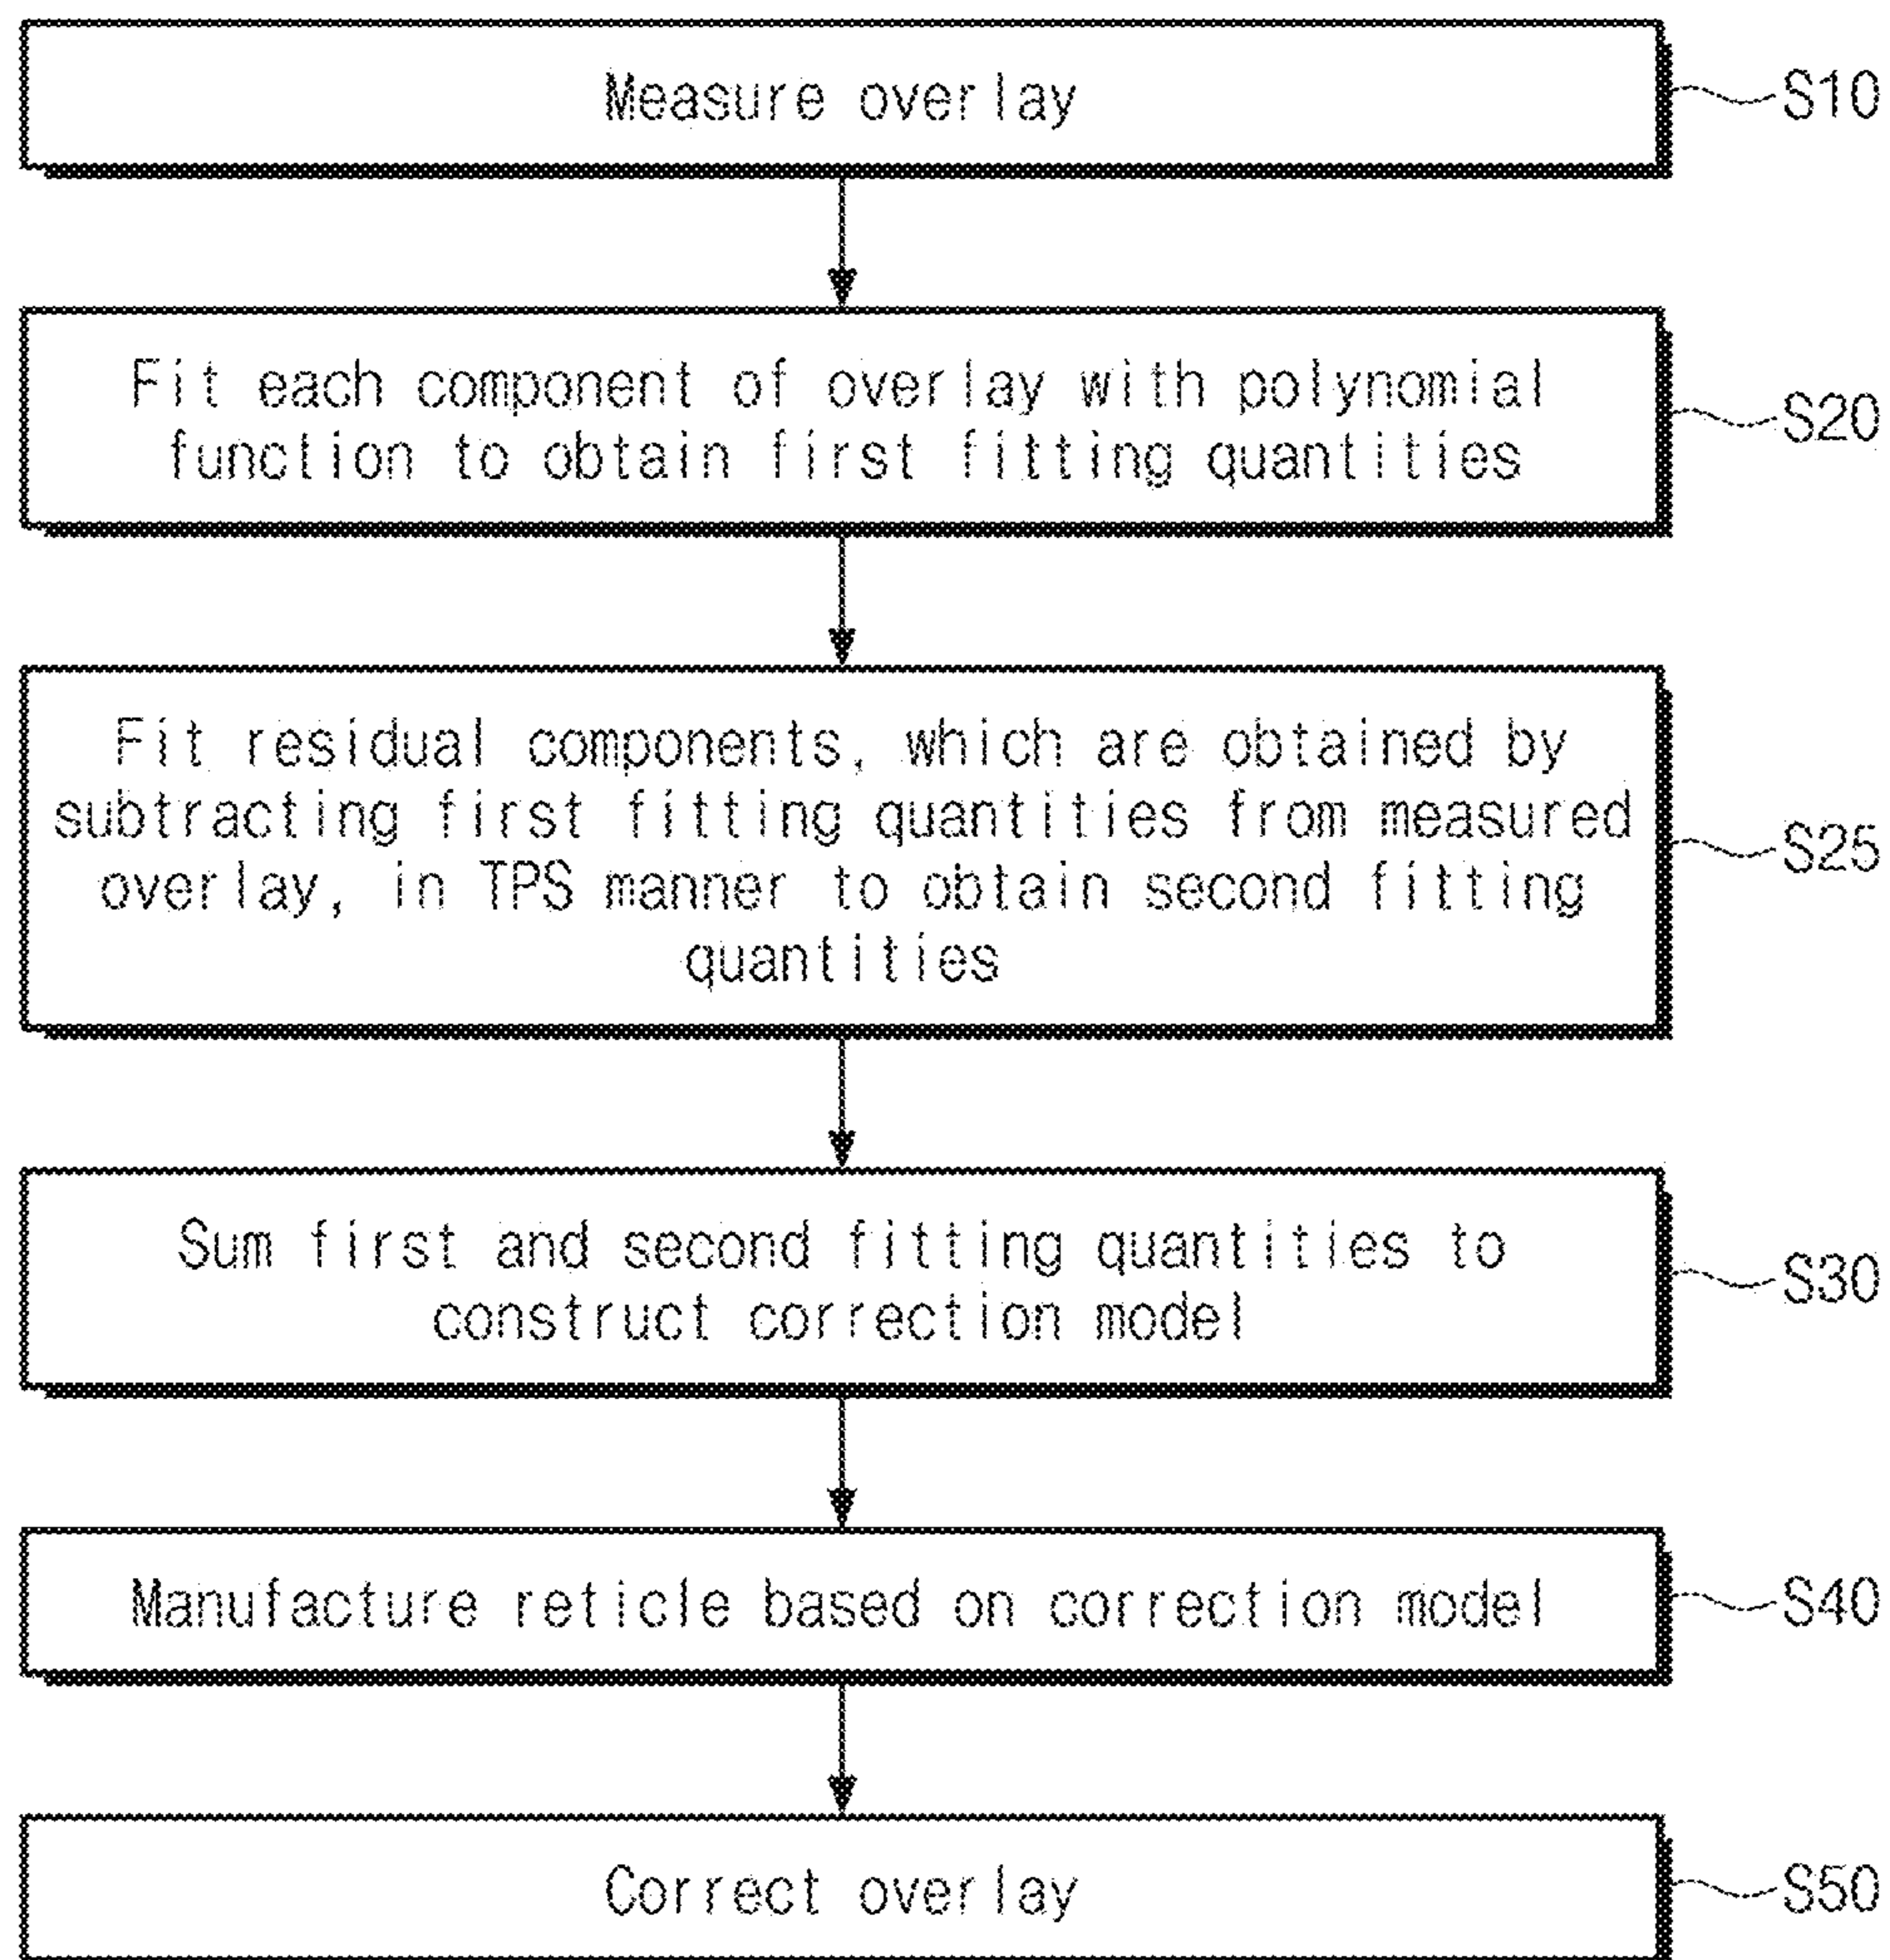 Measure overlay
S10
Fit each component of overlay with polynomial
function to obtain first fitting quantities
S20
Fit residual components, which are obtained by
subtracting first fitting quantities from measured
overlay, in TPS manner to obtain second fitting
quantities
S25
Sum first and second fitting quantities to
construct correction model
S30
Manufacture reticle based on correction model
S40
Correct overlay
S50